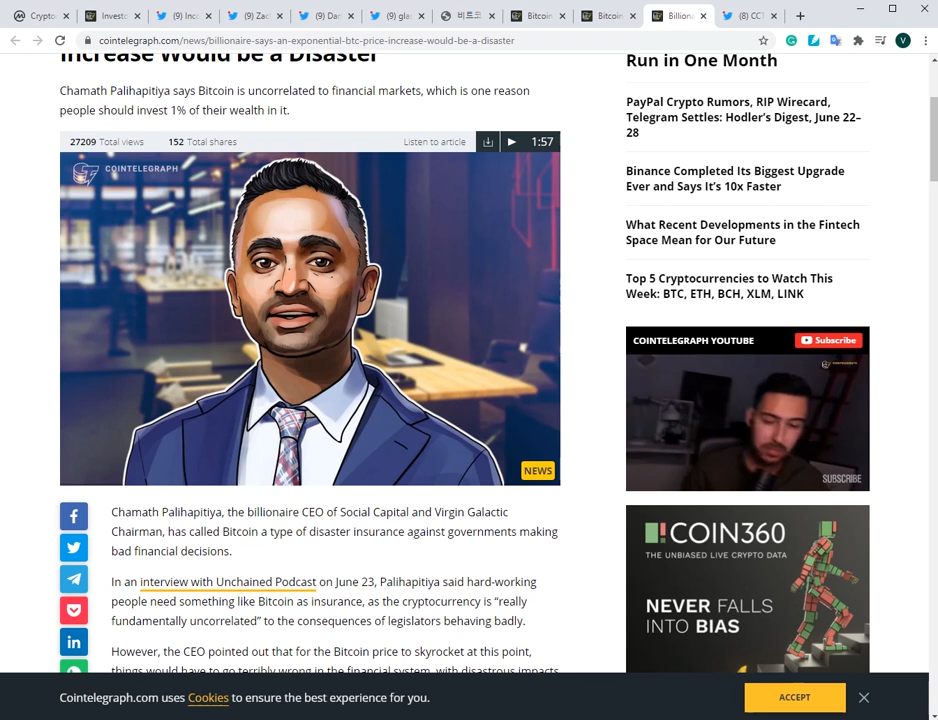 Crypto
Invest
(9) Inc
(9) Zac
(9) Dar
(9) gla
비트코
Bitcoin
Bitcoin
Billion
(8) CCT
cointelegraph.com/news/billionaire-says-an-exponential-btc-price-increase-would-be-a-disaster
V
Increase Would be a Disaster
Chamath Palihapitiya says Bitcoin is uncorrelated to financial markets, which is one reason
people should invest 1% of their wealth in it.
27209 Total views 152 Total shares Listen to article 1:57
COINTELEGRAPH
NEWS
Chamath Palihapitiya, the billionaire CEO of Social Capital and Virgin Galactic
Chairman, has called Bitcoin a type of disaster insurance against governments making
bad financial decisions.
In an interview with Unchained Podcast on June 23, Palihapitiya said hard-working
people need something like Bitcoin as insurance, as the cryptocurrency is “really
fundamentally uncorrelated” to the consequences of legislators behaving badly.
However, the CEO pointed out that for the Bitcoin price to skyrocket at this point,
things would have to go terribly wrong in the financial system, with disastrous impacts
Run in One Month
PayPal Crypto Rumors, RIP Wirecard,
Telegram Settles: Hodler’s Digest, June 22–
28
Binance Completed Its Biggest Upgrade
Ever and Says It’s 10x Faster
What Recent Developments in the Fintech
Space Mean for Our Future
Top 5 Cryptocurrencies to Watch This
Week: BTC, ETH, BCH, XLM, LINK
COINTELEGRAPH YOUTUBE Subscribe
SUBSCRIBE
COIN360
THE UNBIASED LIVE CRYPTO DATA
NEVER FALLS
INTO BIAS
Cointelegraph.com uses Cookies to ensure the best experience for you.
ACCEPT